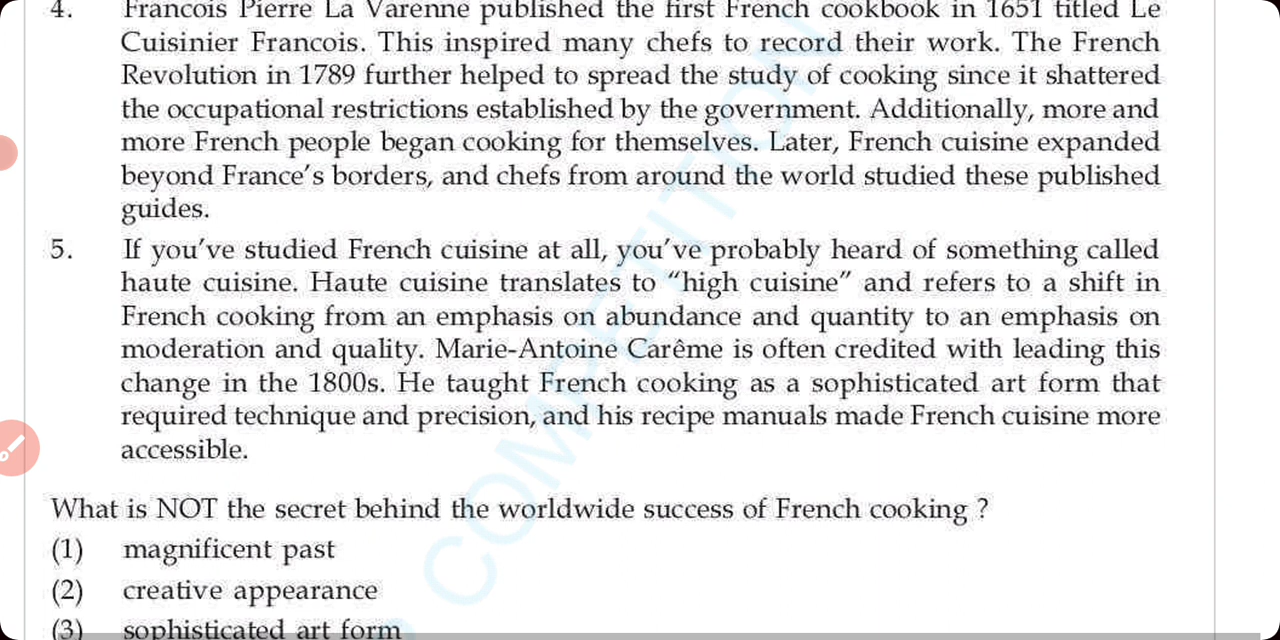 4. Francois Pierre La Varenne published the first French cookbook in 1651 titled Le
Cuisinier Francois. This inspired many chefs to record their work. The French
Revolution in 1789 further helped to spread the study of cooking since it shattered
the occupational restrictions established by the government. Additionally, more and
more French people began cooking for themselves. Later, French cuisine expanded
beyond France's borders, and chefs from around the world studied these published
guides.
5. If you've studied French cuisine at all, you've probably heard of something called
haute cuisine. Haute cuisine translates to “high cuisine” and refers to a shift in
French cooking from an emphasis on abundance and quantity to an emphasis on
moderation and quality. Marie-Antoine Carême is often credited with leading this
change in the 1800s. He taught French cooking as a sophisticated art form that
required technique and precision, and his recipe manuals made French cuisine more
accessible.
What is NOT the secret behind the worldwide success of French cooking ?
(1) magnificent past
(2) creative appearance
(3) sophisticated art form
COMPETITION